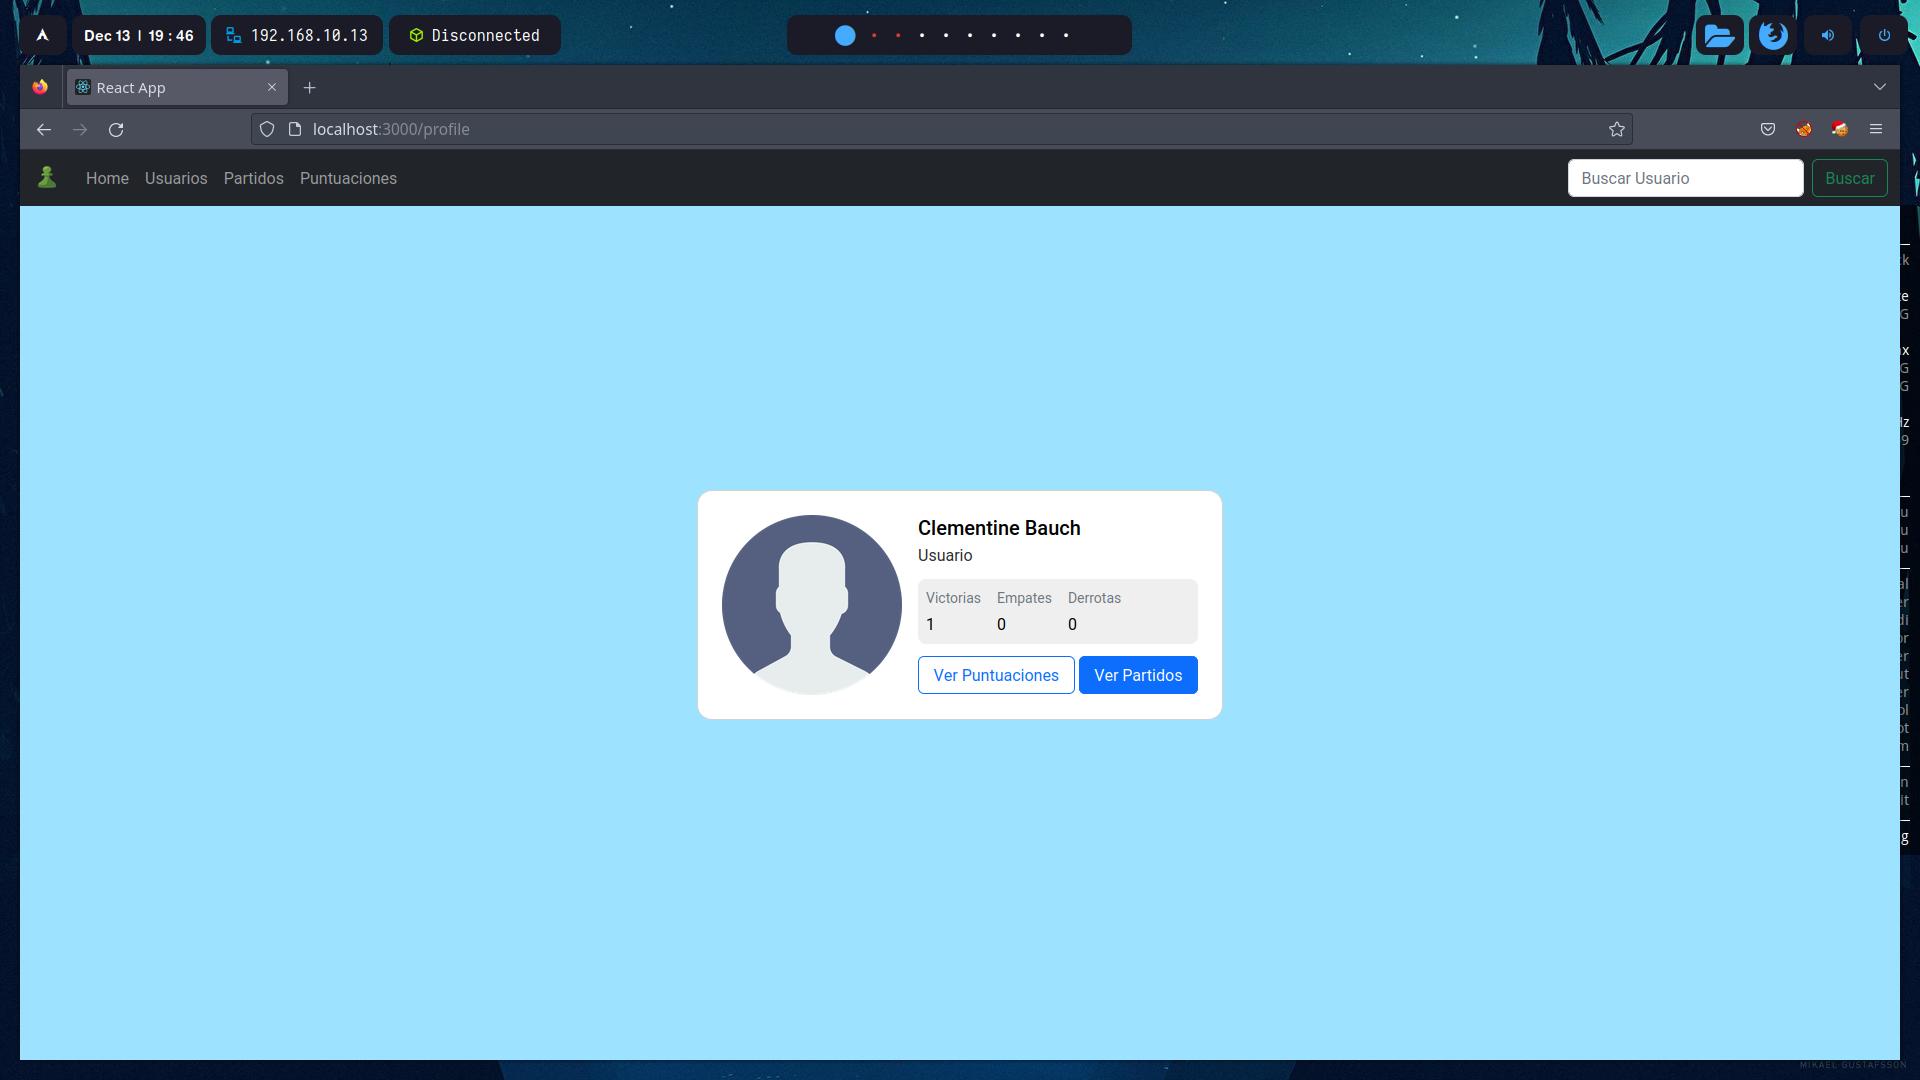 Dec 13 | 19 : 46
192.168.10.13
Disconnected
React App
localhost:3000/profile
Home
Usuarios
Partidos
Puntuaciones
Buscar Usuario
Buscar
Clementine Bauch
Usuario
Victorias Empates Derrotas
1 0 0
Ver Puntuaciones
Ver Partidos
MIKAEL GUSTAFSSON